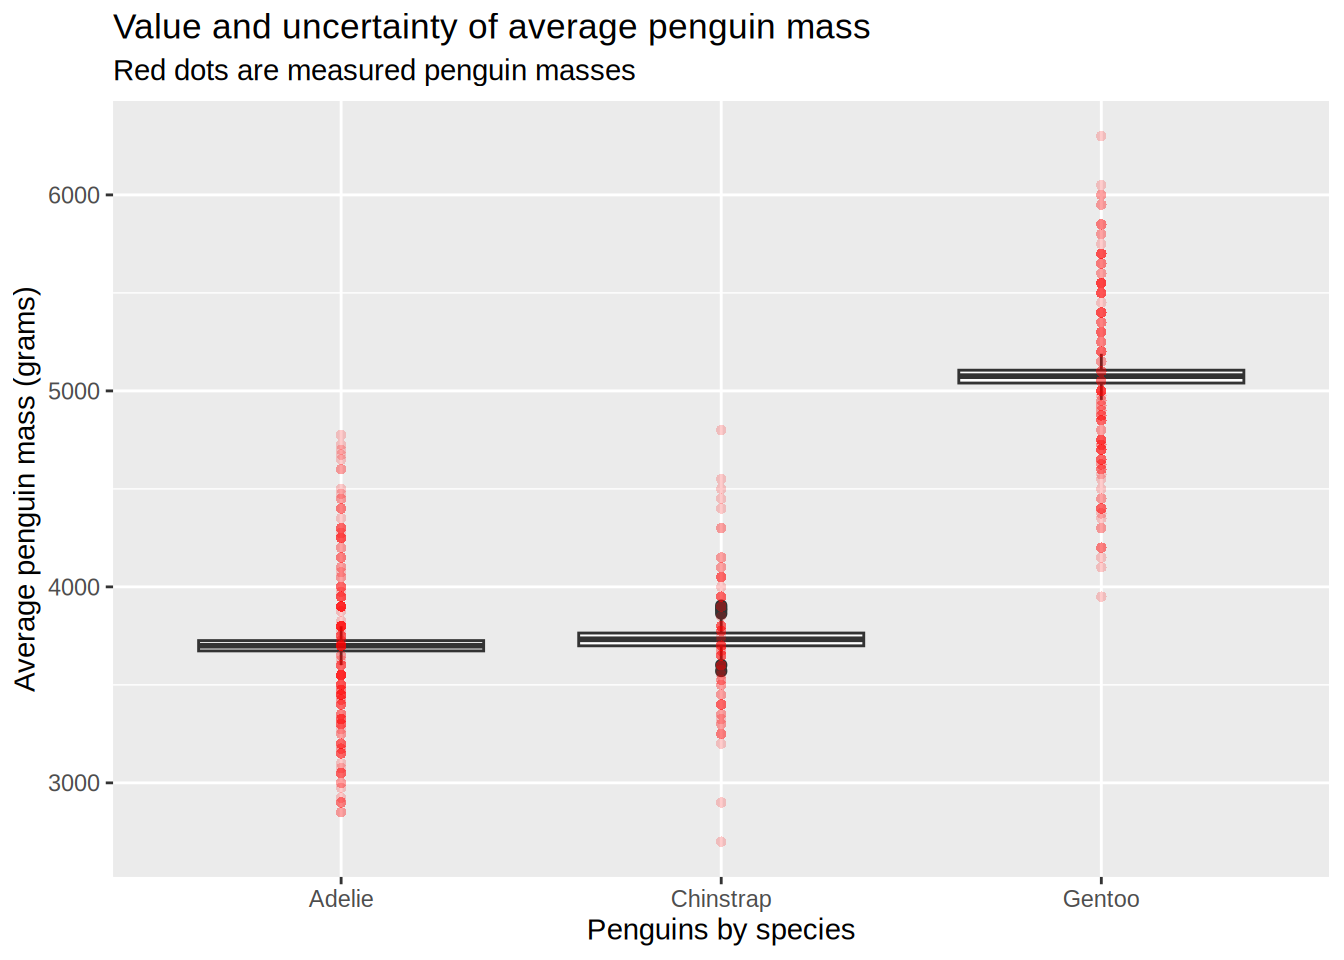 Value and uncertainty of average penguin mass
Red dots are measured penguin masses
Average penguin mass (grams)
6000
5000
4000
3000
Adelie
Chinstrap
Gentoo
Penguins by species